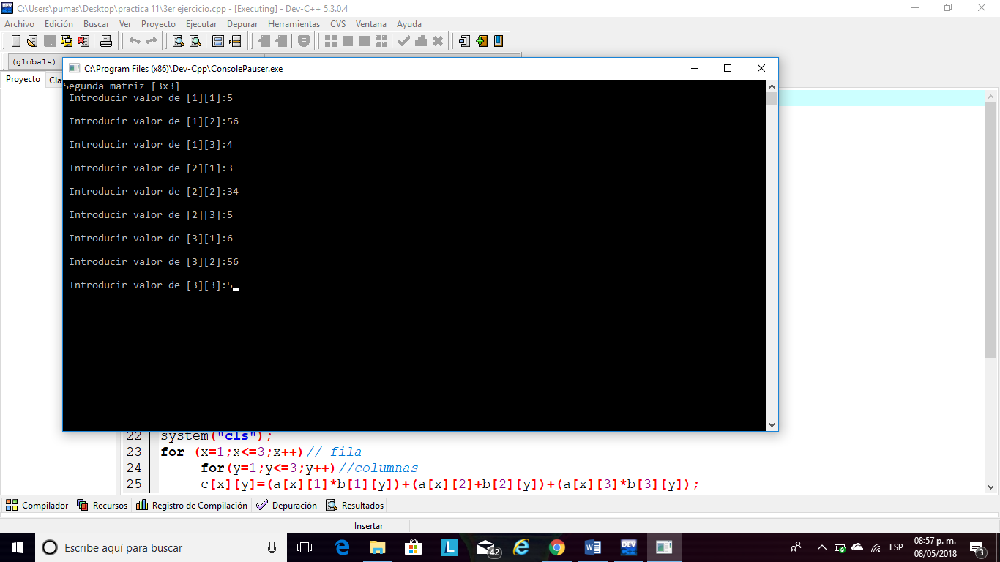 C:\Users\pumas\Desktop\practica 11\3er ejercicio.cpp - [Executing] - Dev-C++ 5.3.0.4
Archivo Edición Buscar Ver Proyecto Ejecutar Depurar Herramientas CVS Ventana Ayuda
(globals)
Proyecto Cla
C:\Program Files (x86)\Dev-Cpp\ConsolePauser.exe
Segunda matriz [3x3]
Introducir valor de [1][1]:5
Introducir valor de [1][2]:56
Introducir valor de [1][3]:4
Introducir valor de [2][1]:3
Introducir valor de [2][2]:34
Introducir valor de [2][3]:5
Introducir valor de [3][1]:6
Introducir valor de [3][2]:56
Introducir valor de [3][3]:5
22 system("cls");
23 for (x=1;x<=3;x++)// fila
24 for(y=1;y<=3;y++)//columnas
25 c[x][y]=(a[x][1]*b[1][y])+(a[x][2]+b[2][y])+(a[x][3]*b[3][y]);
Compilador Recursos Registro de Compilación Depuración Resultados
Insertar
Escribe aquí para buscar
L
42
W
DEV
ESP
08:57 p. m.
08/05/2018
3